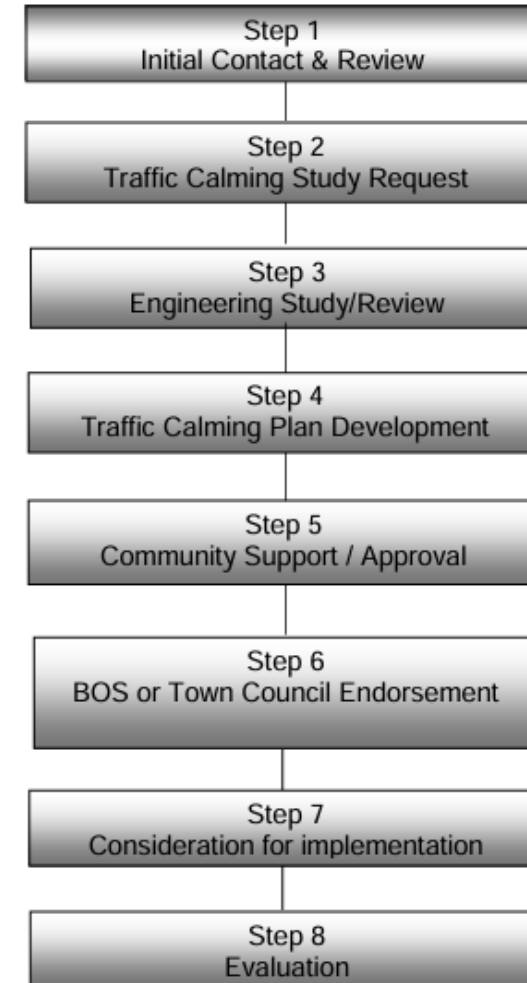 Step 1
Initial Contact & Review
Step 2
Traffic Calming Study Request
Step 3
Engineering Study/Review
Step 4
Traffic Calming Plan Development
Step 5
Community Support / Approval
Step 6
BOS or Town Council Endorsement
Step 7
Consideration for implementation
Step 8
Evaluation